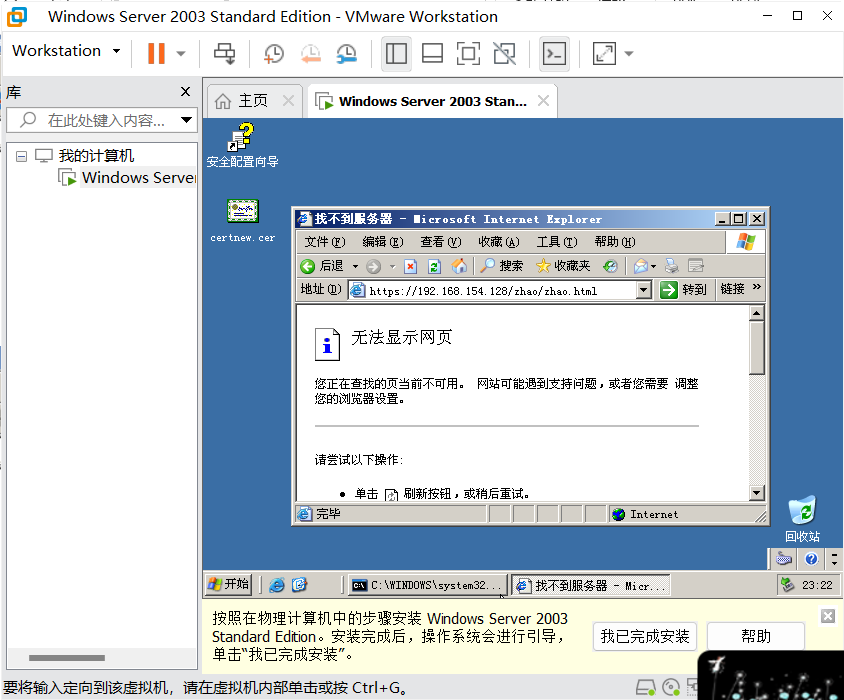 Windows Server 2003 Standard Edition - VMware Workstation
Workstation
库
在此处键入内容...
我的计算机
Windows Serve
主页
Windows Server 2003 Stan...
安全配置向导
certnew.cer
找不到服务器 - Microsoft Internet Explorer
文件(F) 编辑(E) 查看(V) 收藏(A) 工具(T) 帮助(H)
后退 搜索 收藏夹
地址(D) https://192.168.154.128/zhao/zhao.html 转到 链接 »
无法显示网页
您正在查找的页当前不可用。 网站可能遇到支持问题，或者您需要 调整
您的浏览器设置。
请尝试以下操作:
单击 刷新按钮，或稍后重试。
完毕 Internet
回收站
开始 C:\WINDOWS\system32... 找不到服务器 - Micr... 23:22
按照在物理计算机中的步骤安装 Windows Server 2003
Standard Edition。安装完成后，操作系统会进行引导，
单击“我已完成安装”。
我已完成安装 帮助
要将输入定向到该虚拟机，请在虚拟机内部单击或按 Ctrl+G。